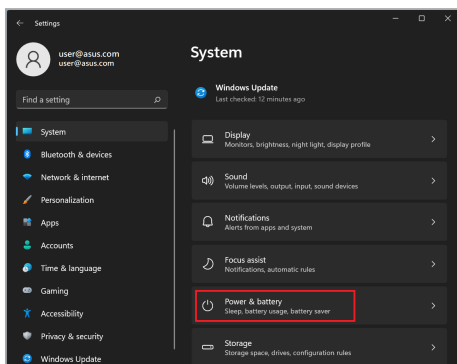 Settings
user@asus.com
user@asus.com
Find a setting
System
Bluetooth & devices
Network & internet
Personalization
Apps
Accounts
Time & language
Gaming
Accessibility
Privacy & security
Windows Update
System
Windows Update
Last checked: 12 minutes ago
Display
Monitors, brightness, night light, display profile
Sound
Volume levels, output, input, sound devices
Notifications
Alerts from apps and system
Focus assist
Notifications, automatic rules
Power & battery
Sleep, battery usage, battery saver
Storage
Storage space, drives, configuration rules